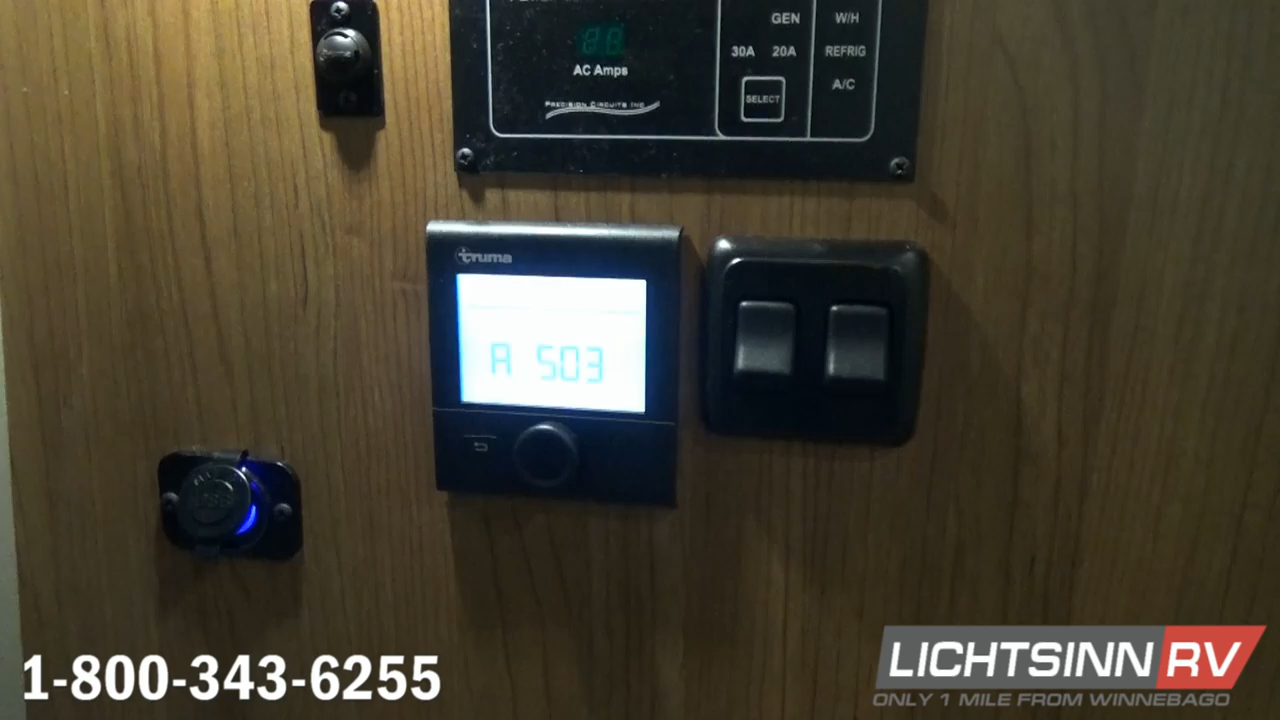 GEN W/H
30A 20A REFRIG
AC Amps A/C
SELECT
PRECISION CIRCUITS INC
truma
A 503
USB
1-800-343-6255
LICHTSINN RV
ONLY 1 MILE FROM WINNEBAGO